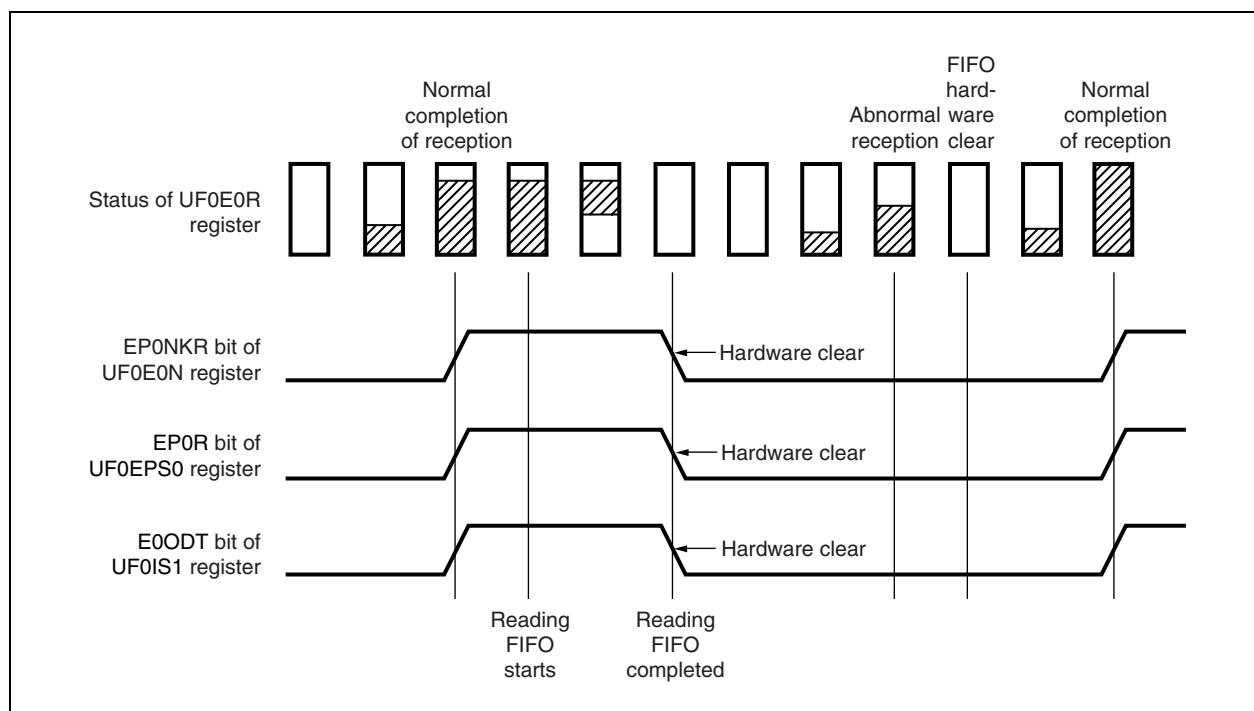 Normal
completion
of reception
Abnormal
reception
FIFO
hard-
ware
clear
Normal
completion
of reception
Status of UF0E0R
register
EP0NKR bit of
UF0E0N register
Hardware clear
EP0R bit of
UF0EPS0 register
Hardware clear
E0ODT bit of
UF0IS1 register
Hardware clear
Reading
FIFO
starts
Reading
FIFO
completed